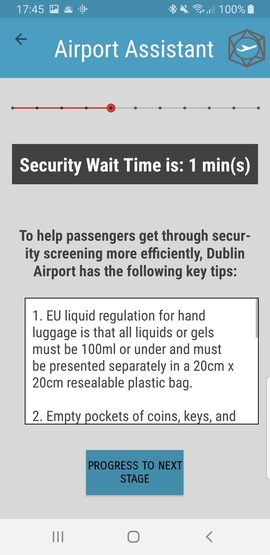 17:45
100%
Airport Assistant
Security Wait Time is: 1 min(s)
To help passengers get through secur-
ity screening more efficiently, Dublin
Airport has the following key tips:
1. EU liquid regulation for hand
luggage is that all liquids or gels
must be 100ml or under and must
be presented separately in a 20cm x
20cm resealable plastic bag.
2. Empty pockets of coins, keys, and
PROGRESS TO NEXT
STAGE